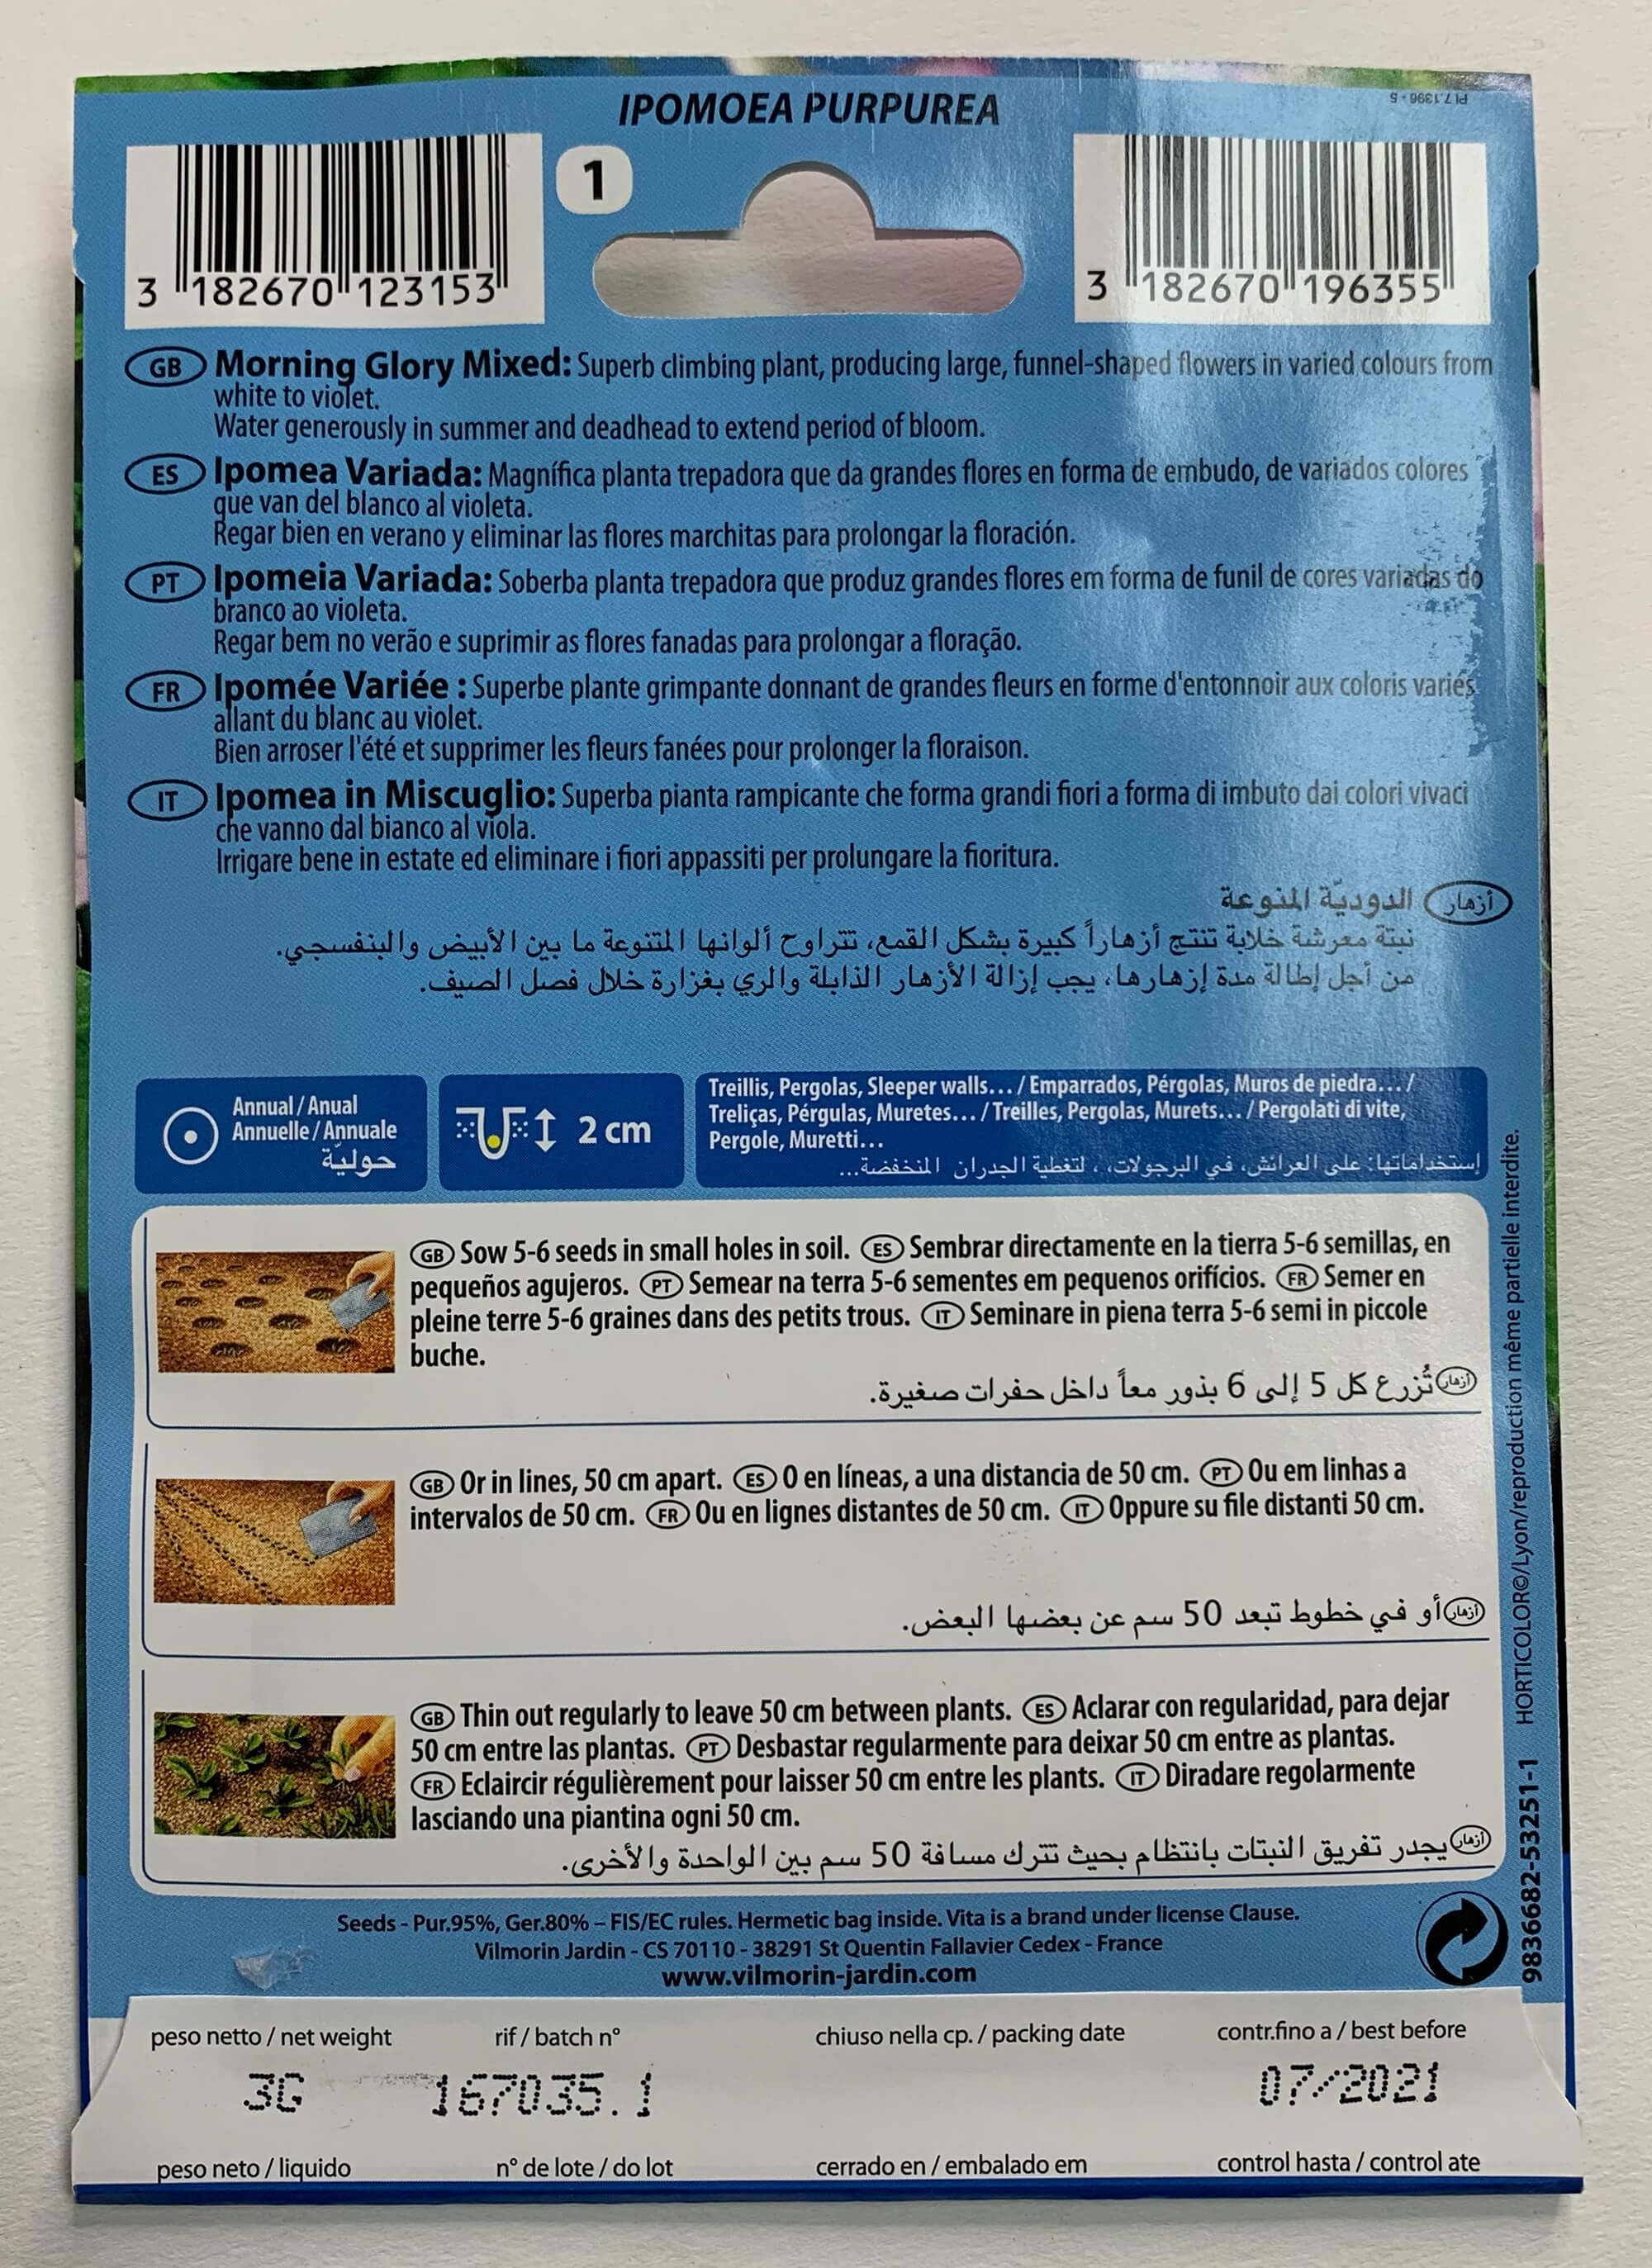 IPOMOEA PURPUREA
PI 7.1396 - 5
1
3 182670 123153
3 182670 196355
GB Morning Glory Mixed: Superb climbing plant, producing large, funnel-shaped flowers in varied colours from
white to violet.
Water generously in summer and deadhead to extend period of bloom.
ES Ipomea Variada: Magnífica planta trepadora que da grandes flores en forma de embudo, de variados colores
que van del blanco al violeta.
Regar bien en verano y eliminar las flores marchitas para prolongar la floración.
PT Ipomeia Variada: Soberba planta trepadora que produz grandes flores em forma de funil de cores variadas do
branco ao violeta.
Regar bem no verão e suprimir as flores fanadas para prolongar a floração.
FR Ipomée Variée : Superbe plante grimpante donnant de grandes fleurs en forme d'entonnoir aux coloris variés
allant du blanc au violet.
Bien arroser l'été et supprimer les fleurs fanées pour prolonger la floraison.
IT Ipomea in Miscuglio: Superba pianta rampicante che forma grandi fiori a forma di imbuto dai colori vivaci
che vanno dal bianco al viola.
Irrigare bene in estate ed eliminare i fiori appassiti per prolungare la fioritura.
أزهار الدوديّة المنوعة
نبتة معرشة خلابة تنتج أزهاراً كبيرة بشكل القمع، تتراوح ألوانها المتنوعة ما بين الأبيض والبنفسجي.
من أجل إطالة مدة إزهارها، يجب إزالة الأزهار الذابلة والري بغزارة خلال فصل الصيف.
Annual / Anual
Annuelle / Annuale
حوليّة
2 cm
Treillis, Pergolas, Sleeper walls... / Emparrados, Pérgolas, Muros de piedra... /
Treliças, Pérgulas, Muretes... / Treilles, Pergolas, Murets... / Pergolati di vite,
Pergole, Muretti...
إستخداماتها: على العرائش، في البرجولات، ، لتغطية الجدران المنخفضة...
GB Sow 5-6 seeds in small holes in soil. ES Sembrar directamente en la tierra 5-6 semillas, en
pequeños agujeros. PT Semear na terra 5-6 sementes em pequenos orifícios. FR Semer en
pleine terre 5-6 graines dans des petits trous. IT Seminare in piena terra 5-6 semi in piccole
buche.
أزهار تُزرع كل 5 إلى 6 بذور معاً داخل حفرات صغيرة.
GB Or in lines, 50 cm apart. ES O en líneas, a una distancia de 50 cm. PT Ou em linhas a
intervalos de 50 cm. FR Ou en lignes distantes de 50 cm. IT Oppure su file distanti 50 cm.
أزهار أو في خطوط تبعد 50 سم عن بعضها البعض.
GB Thin out regularly to leave 50 cm between plants. ES Aclarar con regularidad, para dejar
50 cm entre las plantas. PT Desbastar regularmente para deixar 50 cm entre as plantas.
FR Eclaircir régulièrement pour laisser 50 cm entre les plants. IT Diradare regolarmente
lasciando una piantina ogni 50 cm.
أزهار يجدر تفريق النبتات بانتظام بحيث تترك مسافة 50 سم بين الواحدة والأخرى.
9836682-53251-1 HORTICOLOR©/Lyon/reproduction même partielle interdite.
Seeds - Pur.95%, Ger.80% – FIS/EC rules. Hermetic bag inside. Vita is a brand under license Clause.
Vilmorin Jardin - CS 70110 - 38291 St Quentin Fallavier Cedex - France
www.vilmorin-jardin.com
peso netto / net weight rif / batch n° chiuso nella cp. / packing date contr.fino a / best before
3G 167035.1 07/2021
peso neto / liquido n° de lote / do lot cerrado en / embalado em control hasta / control ate